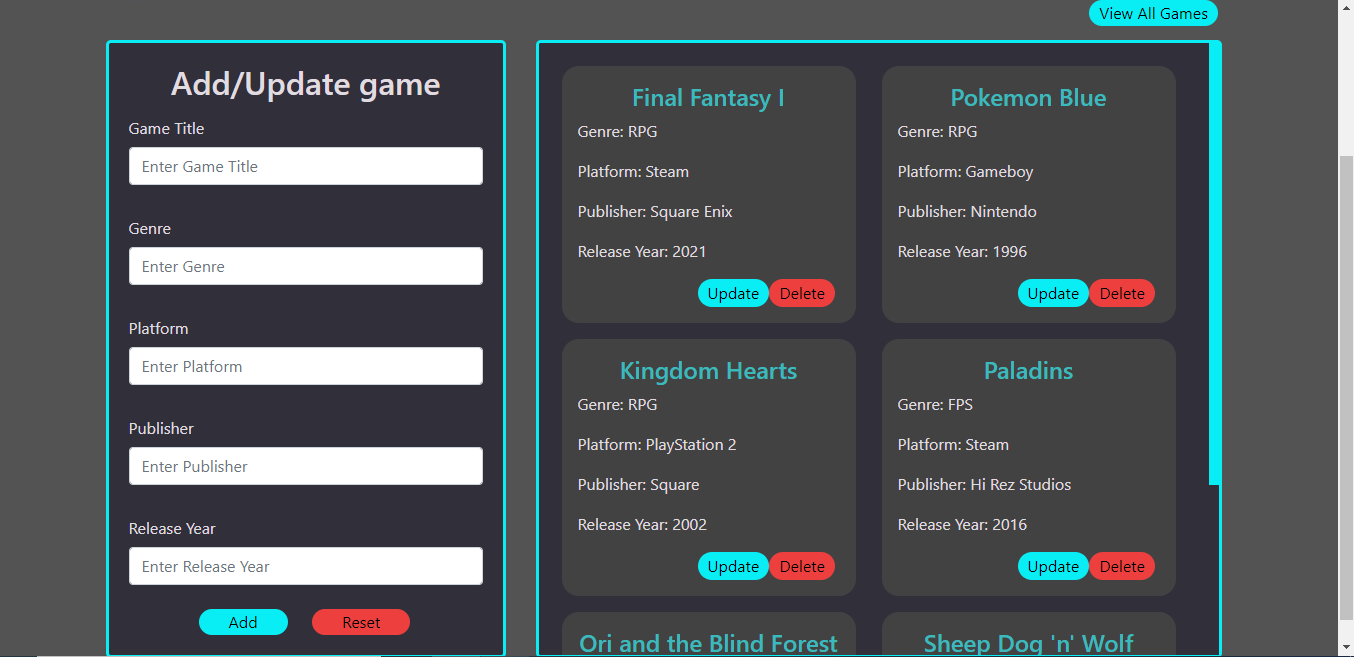 View All Games
Add/Update game
Game Title
Enter Game Title
Genre
Enter Genre
Platform
Enter Platform
Publisher
Enter Publisher
Release Year
Enter Release Year
Add
Reset
Final Fantasy I
Genre: RPG
Platform: Steam
Publisher: Square Enix
Release Year: 2021
Update
Delete
Pokemon Blue
Genre: RPG
Platform: Gameboy
Publisher: Nintendo
Release Year: 1996
Update
Delete
Kingdom Hearts
Genre: RPG
Platform: PlayStation 2
Publisher: Square
Release Year: 2002
Update
Delete
Paladins
Genre: FPS
Platform: Steam
Publisher: Hi Rez Studios
Release Year: 2016
Update
Delete
Ori and the Blind Forest
Sheep Dog 'n' Wolf